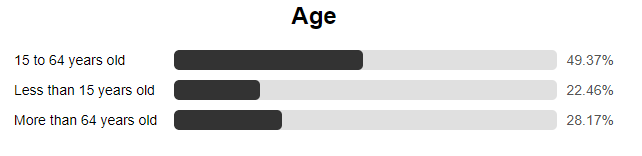 Age
15 to 64 years old 49.37%
Less than 15 years old 22.46%
More than 64 years old 28.17%